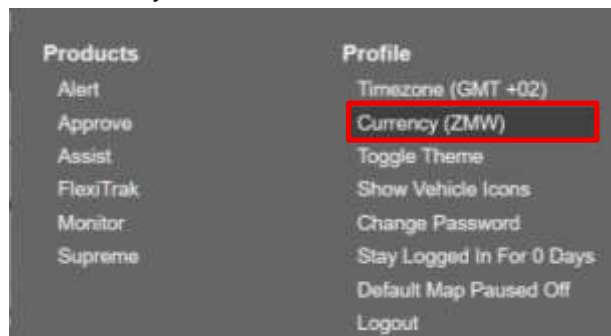 Products
Alert
Approve
Assist
FlexiTrak
Monitor
Supreme
Profile
Timezone (GMT +02)
Currency (ZMW)
Toggle Theme
Show Vehicle Icons
Change Password
Stay Logged In For 0 Days
Default Map Paused Off
Logout